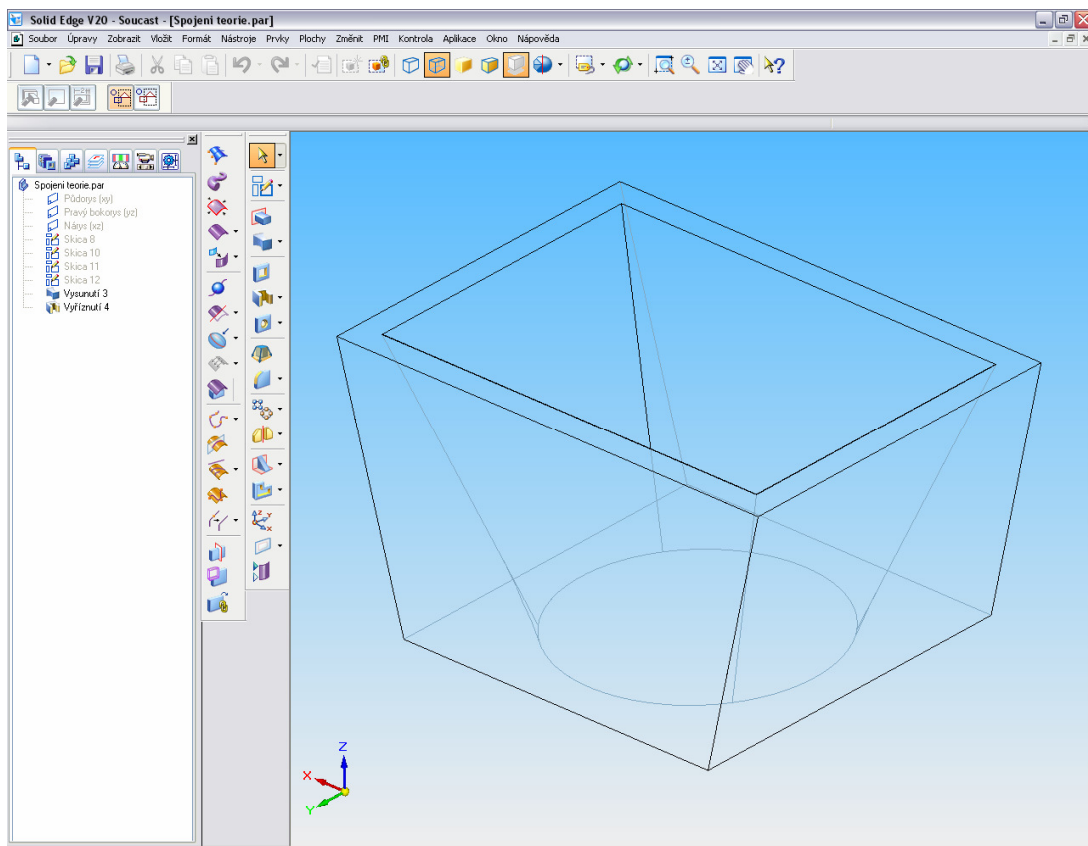 Solid Edge V20 - Soucast - [Spojeni teorie.par]
Soubor Úpravy Zobrazit Vložit Formát Nástroje Prvky Plochy Změnit PMI Kontrola Aplikace Okno Nápověda
Spojeni teorie.par
Půdorys (xy)
Pravý bokorys (yz)
Nárys (xz)
Skica 8
Skica 10
Skica 11
Skica 12
Vysunutí 3
Vyříznutí 4
Z
X
Y